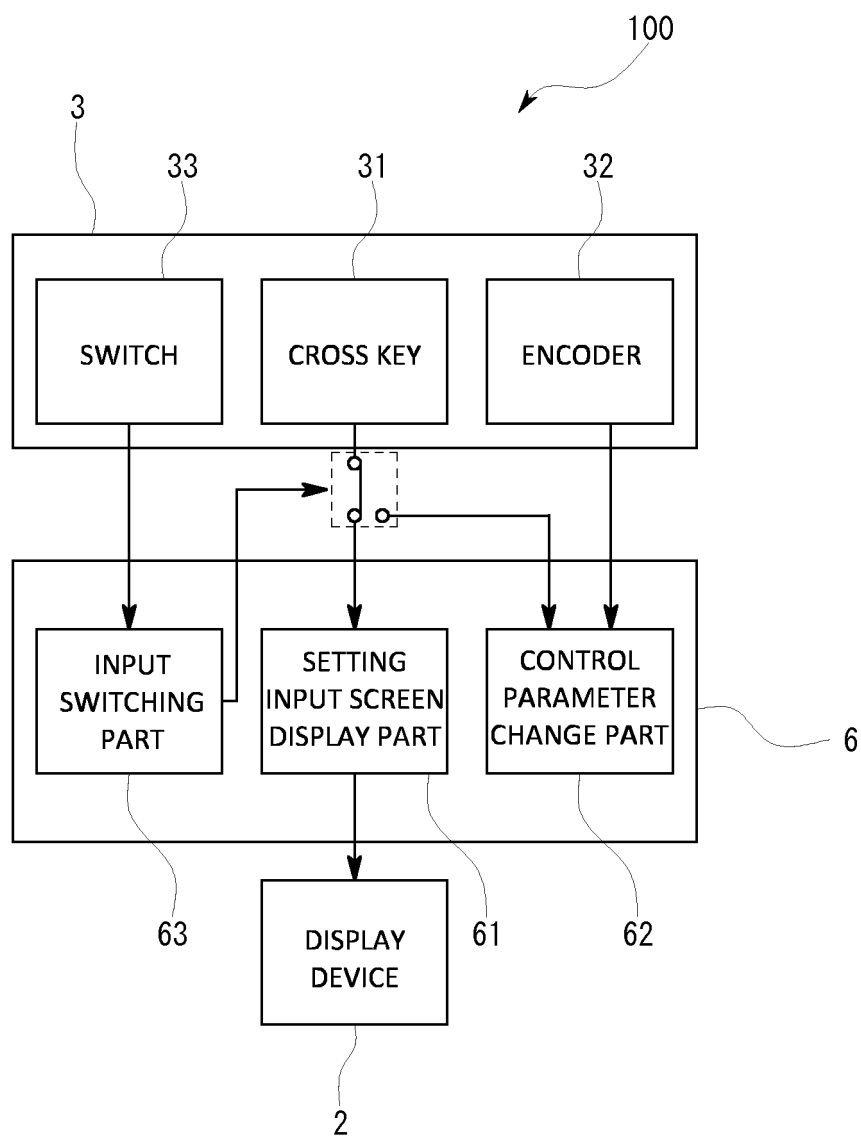 100
3
33
31
32
SWITCH
CROSS KEY
ENCODER
INPUT
SWITCHING
PART
SETTING
INPUT SCREEN
DISPLAY PART
CONTROL
PARAMETER
CHANGE PART
6
63
61
62
DISPLAY
DEVICE
2